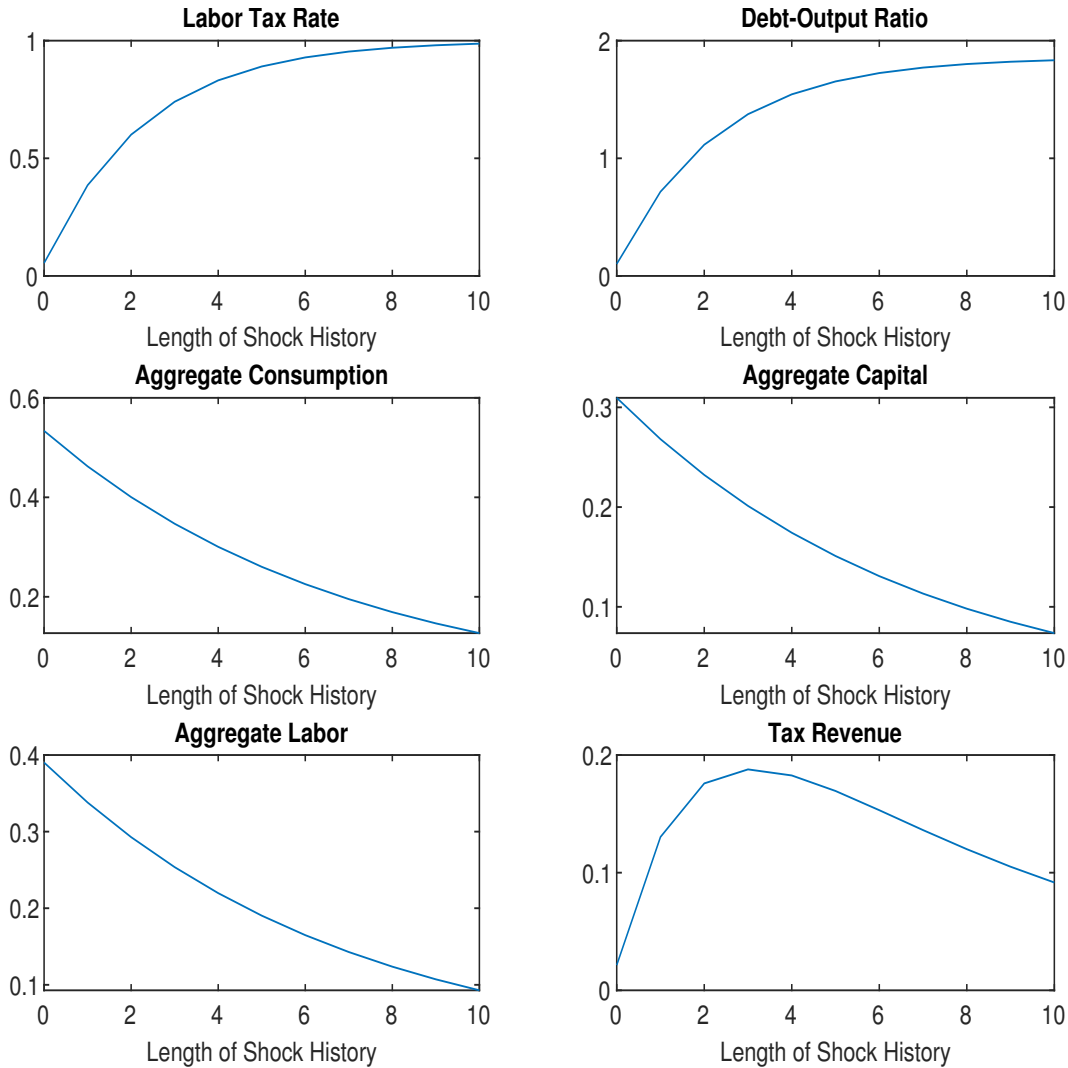 Labor Tax Rate
1
0.5
0
0 2 4 6 8 10
Length of Shock History
Debt-Output Ratio
2
1
0
0 2 4 6 8 10
Length of Shock History
Aggregate Consumption
0.6
0.4
0.2
0 2 4 6 8 10
Length of Shock History
Aggregate Capital
0.3
0.2
0.1
0 2 4 6 8 10
Length of Shock History
Aggregate Labor
0.4
0.3
0.2
0.1
0 2 4 6 8 10
Length of Shock History
Tax Revenue
0.2
0.1
0
0 2 4 6 8 10
Length of Shock History